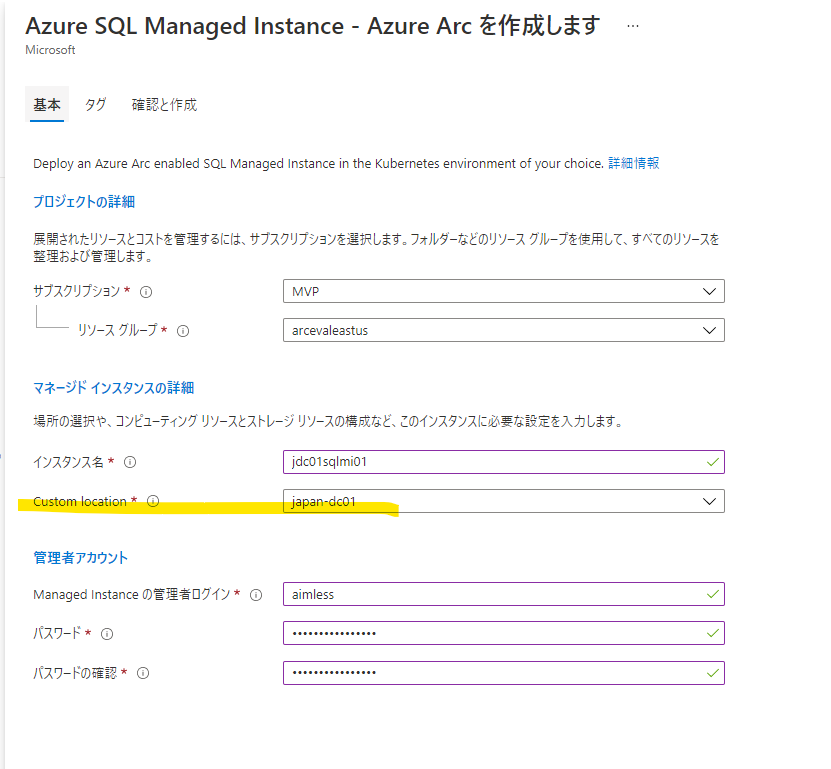 Azure SQL Managed Instance - Azure Arc を作成します ...
Microsoft
基本 タグ 確認と作成
Deploy an Azure Arc enabled SQL Managed Instance in the Kubernetes environment of your choice. 詳細情報
プロジェクトの詳細
展開されたリソースとコストを管理するには、サブスクリプションを選択します。フォルダーなどのリソース グループを使用して、すべてのリソースを
整理および管理します。
サブスクリプション * MVP
リソース グループ * arcevaleastus
マネージド インスタンスの詳細
場所の選択や、コンピューティング リソースとストレージ リソースの構成など、このインスタンスに必要な設定を入力します。
インスタンス名 * jdc01sqlmi01
Custom location * japan-dc01
管理者アカウント
Managed Instance の管理者ログイン * aimless
パスワード * ••••••••••••••••
パスワードの確認 * ••••••••••••••••